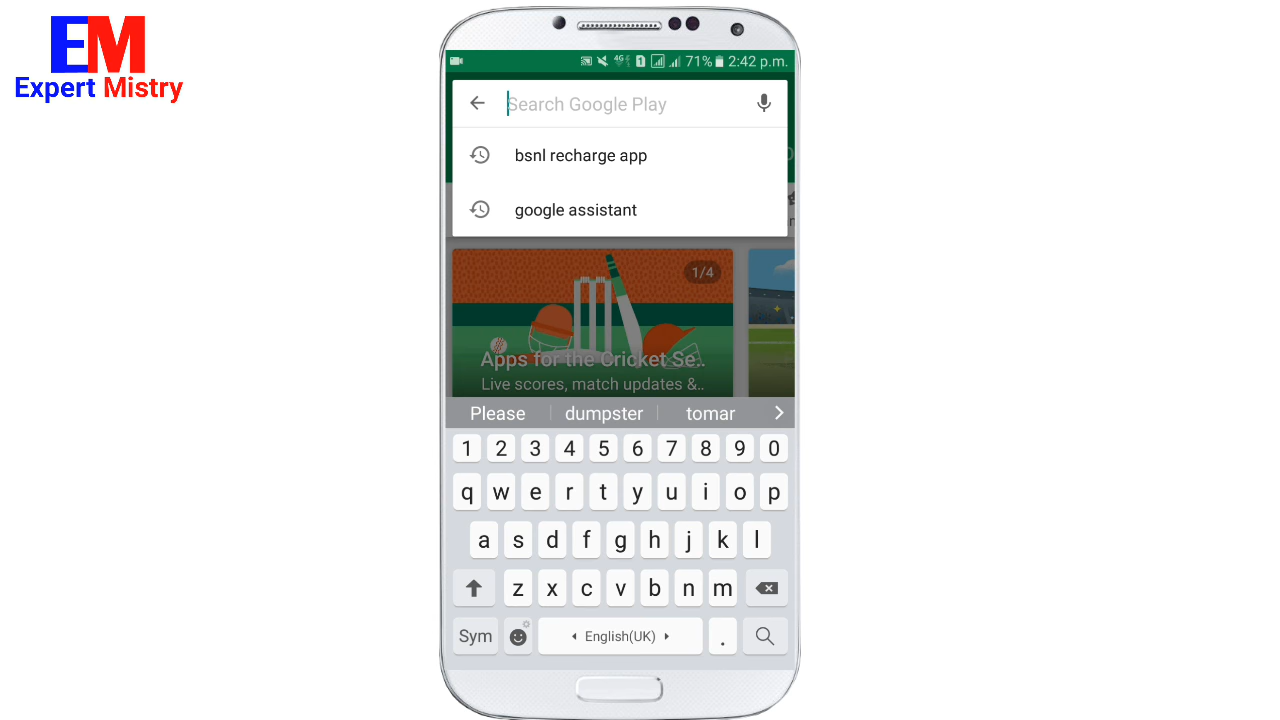 EM
Expert Mistry
4G 1 71% 2:42 p.m.
Search Google Play
bsnl recharge app
google assistant
1/4
Apps for the Cricket Se..
Live scores, match updates &..
Please dumpster tomar
1 2 3 4 5 6 7 8 9 0
q w e r t y u i o p
a s d f g h j k l
z x c v b n m
Sym English(UK) .